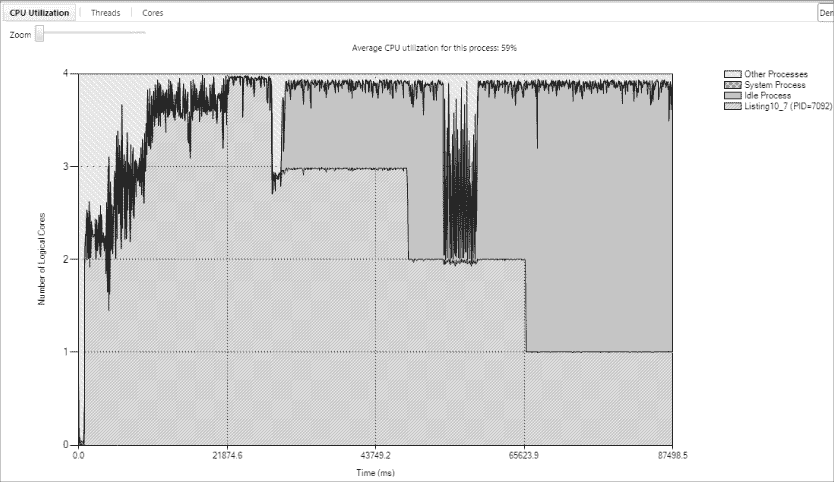 CPU Utilization Threads Cores
Den
Zoom
Average CPU utilization for this process: 59%
Other Processes
System Process
Idle Process
Listing10_7 (PID=7092)
Number of Logical Cores
4
3
2
1
0
0.0 21874.6 43749.2 65623.9 87498.5
Time (ms)